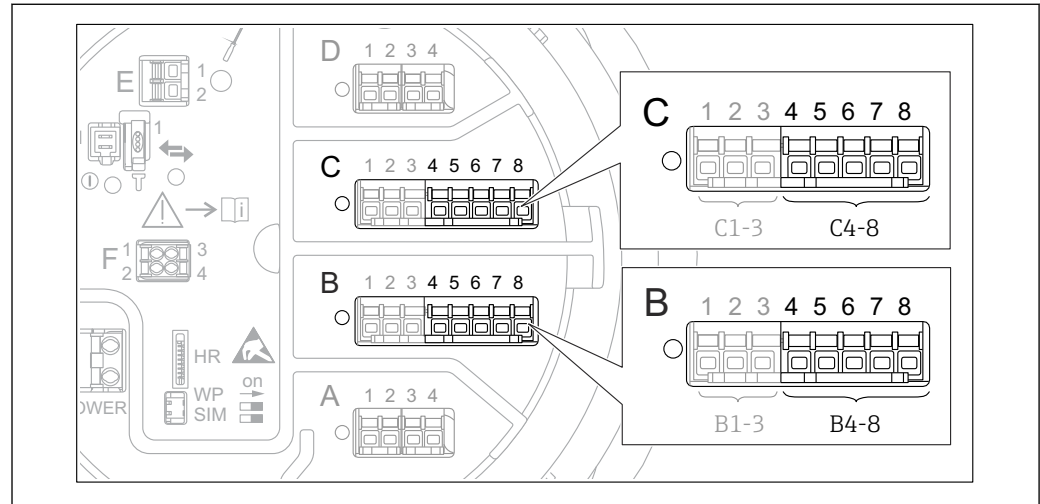 D 1 2 3 4
E 1
2
1
C 1 2 3 4 5 6 7 8
C 1 2 3 4 5 6 7 8
C1-3 C4-8
i
F 1 3
2 4
B 1 2 3 4 5 6 7 8
B 1 2 3 4 5 6 7 8
B1-3 B4-8
HR
WP on
SIM
OWER
A 1 2 3 4